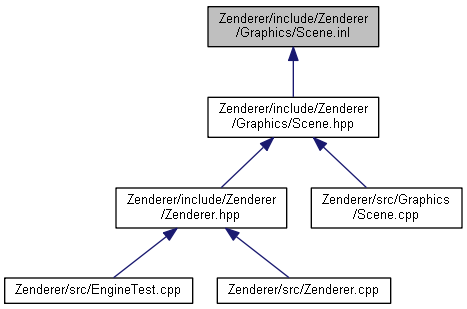 Zenderer/include/Zenderer
/Graphics/Scene.inl
Zenderer/include/Zenderer
/Graphics/Scene.hpp
Zenderer/include/Zenderer
/Zenderer.hpp
Zenderer/src/Graphics
/Scene.cpp
Zenderer/src/EngineTest.cpp
Zenderer/src/Zenderer.cpp